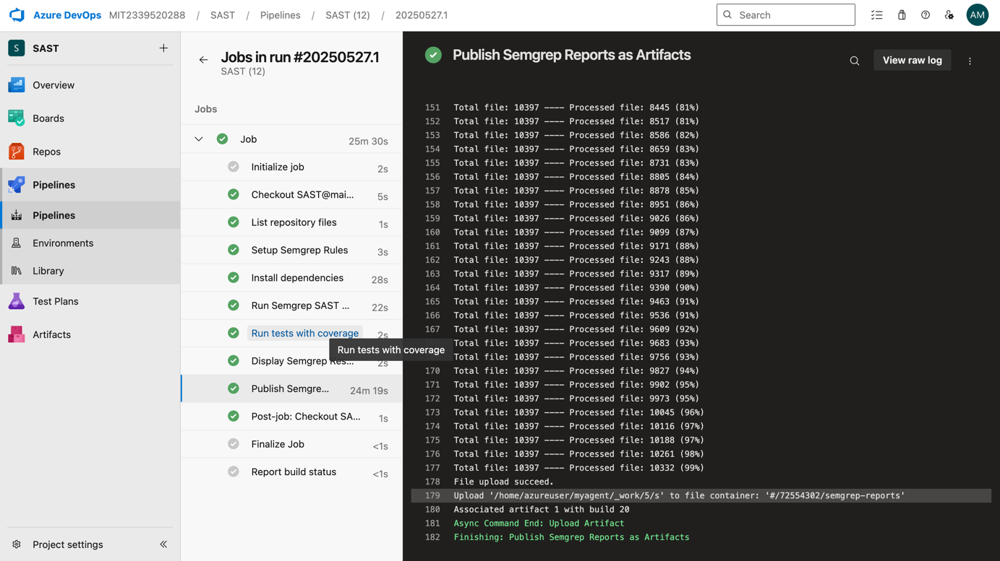 Azure DevOps MIT2339520288 / SAST / Pipelines / SAST (12) / 20250527.1
Search
AM
S SAST
Overview
Boards
Repos
Pipelines
Pipelines
Environments
Library
Test Plans
Artifacts
Project settings
Jobs in run #20250527.1
SAST (12)
Jobs
Job 25m 30s
Initialize job 2s
Checkout SAST@mai... 5s
List repository files 1s
Setup Semgrep Rules 3s
Install dependencies 28s
Run Semgrep SAST ... 22s
Run tests with coverage 2s
Run tests with coverage
Display Semgrep Res... 2s
Publish Semgre... 24m 19s
Post-job: Checkout SA... 1s
Finalize Job <1s
Report build status <1s
Publish Semgrep Reports as Artifacts
View raw log
151 Total file: 10397 ---- Processed file: 8445 (81%)
152 Total file: 10397 ---- Processed file: 8517 (81%)
153 Total file: 10397 ---- Processed file: 8586 (82%)
154 Total file: 10397 ---- Processed file: 8659 (83%)
155 Total file: 10397 ---- Processed file: 8731 (83%)
156 Total file: 10397 ---- Processed file: 8805 (84%)
157 Total file: 10397 ---- Processed file: 8878 (85%)
158 Total file: 10397 ---- Processed file: 8951 (86%)
159 Total file: 10397 ---- Processed file: 9026 (86%)
160 Total file: 10397 ---- Processed file: 9099 (87%)
161 Total file: 10397 ---- Processed file: 9171 (88%)
162 Total file: 10397 ---- Processed file: 9243 (88%)
163 Total file: 10397 ---- Processed file: 9317 (89%)
164 Total file: 10397 ---- Processed file: 9390 (90%)
165 Total file: 10397 ---- Processed file: 9463 (91%)
166 Total file: 10397 ---- Processed file: 9536 (91%)
167 Total file: 10397 ---- Processed file: 9609 (92%)
Total file: 10397 ---- Processed file: 9683 (93%)
Total file: 10397 ---- Processed file: 9756 (93%)
170 Total file: 10397 ---- Processed file: 9827 (94%)
171 Total file: 10397 ---- Processed file: 9902 (95%)
172 Total file: 10397 ---- Processed file: 9973 (95%)
173 Total file: 10397 ---- Processed file: 10045 (96%)
174 Total file: 10397 ---- Processed file: 10116 (97%)
175 Total file: 10397 ---- Processed file: 10188 (97%)
176 Total file: 10397 ---- Processed file: 10261 (98%)
177 Total file: 10397 ---- Processed file: 10332 (99%)
178 File upload succeed.
179 Upload '/home/azureuser/myagent/_work/5/s' to file container: '#/72554302/semgrep-reports'
180 Associated artifact 1 with build 20
181 Async Command End: Upload Artifact
182 Finishing: Publish Semgrep Reports as Artifacts